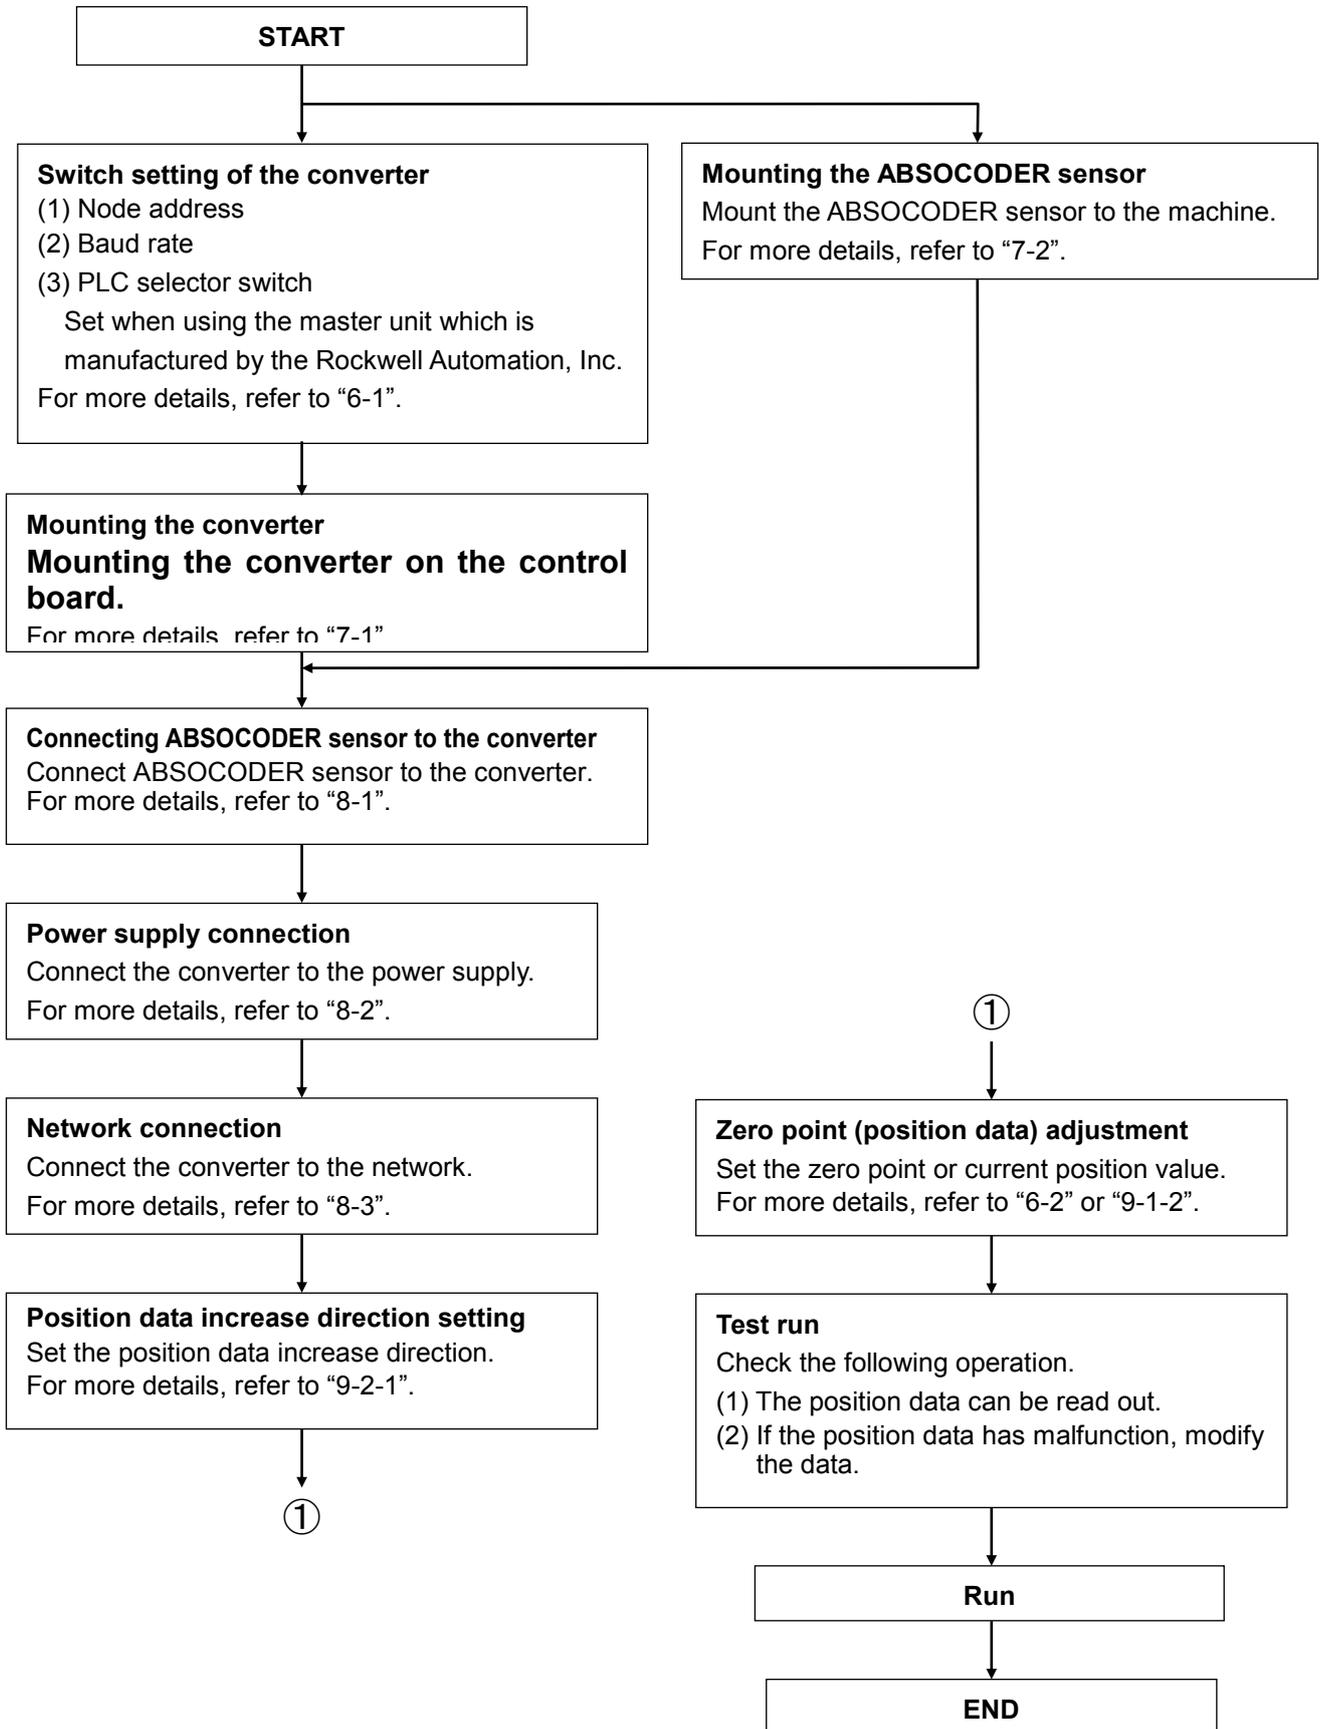 START
Switch setting of the converter
(1) Node address
(2) Baud rate
(3) PLC selector switch
Set when using the master unit which is
manufactured by the Rockwell Automation, Inc.
For more details, refer to “6-1”.
Mounting the ABSOCODER sensor
Mount the ABSOCODER sensor to the machine.
For more details, refer to “7-2”.
Mounting the converter
Mounting the converter on the control
board.
For more details, refer to “7-1”
Connecting ABSOCODER sensor to the converter
Connect ABSOCODER sensor to the converter.
For more details, refer to “8-1”.
Power supply connection
Connect the converter to the power supply.
For more details, refer to “8-2”.
Network connection
Connect the converter to the network.
For more details, refer to “8-3”.
Position data increase direction setting
Set the position data increase direction.
For more details, refer to “9-2-1”.
①
①
Zero point (position data) adjustment
Set the zero point or current position value.
For more details, refer to “6-2” or “9-1-2”.
Test run
Check the following operation.
(1) The position data can be read out.
(2) If the position data has malfunction, modify
the data.
Run
END